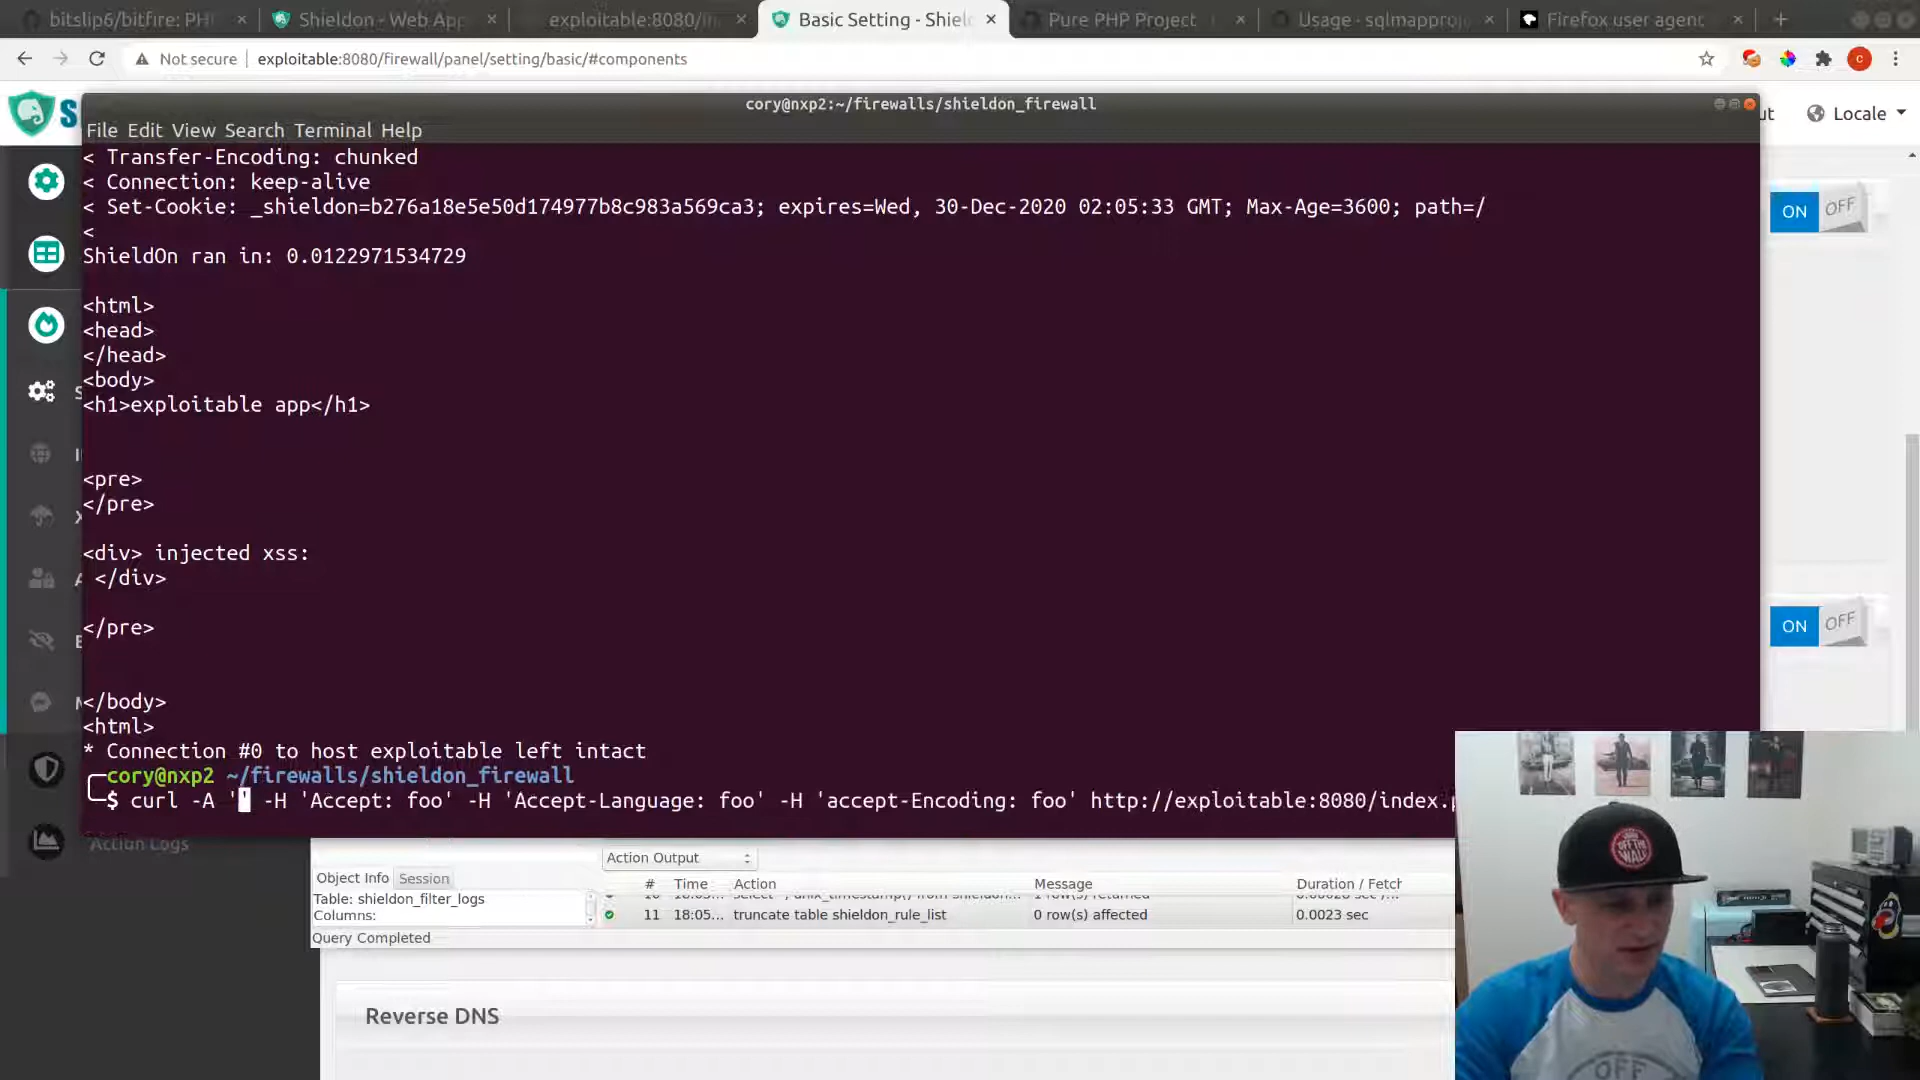 bitslip6/bitfire: PH
Shieldon - Web App
exploitable:8080/in
Basic Setting - Shiel
Pure PHP Project
Usage · sqlmapproj
Firefox user agent
Not secure
exploitable:8080/firewall/panel/setting/basic/#components
C
S
cory@nxp2:~/firewalls/shieldon_firewall
ut
Locale
File Edit View Search Terminal Help
< Transfer-Encoding: chunked
< Connection: keep-alive
< Set-Cookie: _shieldon=b276a18e5e50d174977b8c983a569ca3; expires=Wed, 30-Dec-2020 02:05:33 GMT; Max-Age=3600; path=/
<
ON
OFF
ShieldOn ran in: 0.0122971534729
<html>
<head>
</head>
<body>
<h1>exploitable app</h1>
<pre>
</pre>
<div> injected xss:
</div>
</pre>
ON
OFF
</body>
<html>
* Connection #0 to host exploitable left intact
cory@nxp2 ~/firewalls/shieldon_firewall
$ curl -A '' -H 'Accept: foo' -H 'Accept-Language: foo' -H 'accept-Encoding: foo' http://exploitable:8080/index.p
Action Logs
Action Output
Object Info
Session
# Time Action Message Duration / Fetch
Table: shieldon_filter_logs
Columns:
11 18:05... truncate table shieldon_rule_list 0 row(s) affected 0.0023 sec
Query Completed
Reverse DNS
OFF
THE
WALL
OFF